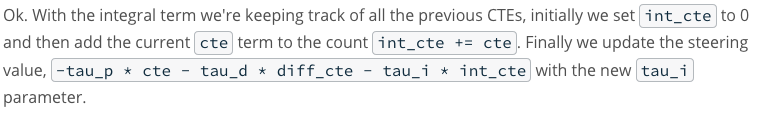 Ok. With the integral term we're keeping track of all the previous CTEs, initially we set int_cte to 0
and then add the current cte term to the count int_cte += cte. Finally we update the steering
value, -tau_p * cte - tau_d * diff_cte - tau_i * int_cte with the new tau_i
parameter.